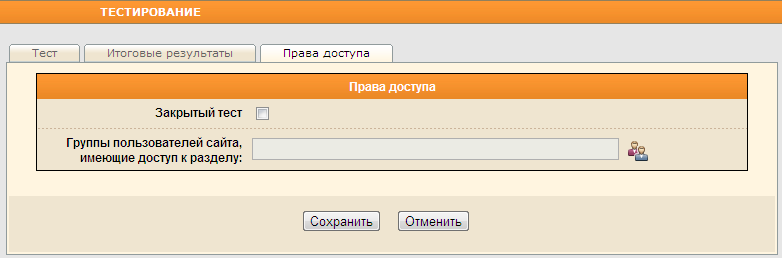 ТЕСТИРОВАНИЕ
Тест Итоговые результаты Права доступа
Права доступа
Закрытый тест
Группы пользователей сайта,
имеющие доступ к разделу:
Сохранить Отменить